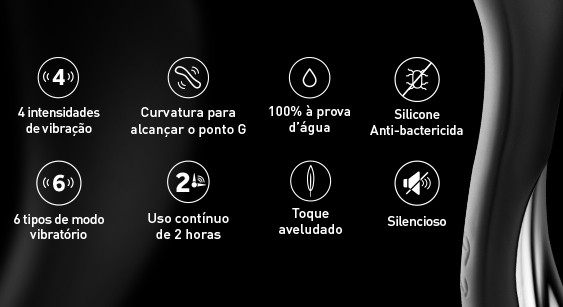 4
4 intensidades
de vibração
Curvatura para
alcançar o ponto G
100% à prova
d'água
Silicone
Anti-bactericida
6
6 tipos de modo
vibratório
2
Uso contínuo
de 2 horas
Toque
aveludado
Silencioso